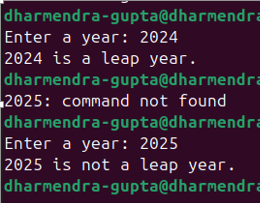 dharmendra-gupta@dharmendra
Enter a year: 2024
2024 is a leap year.
dharmendra-gupta@dharmendra
2025: command not found
dharmendra-gupta@dharmendra
Enter a year: 2025
2025 is not a leap year.
dharmendra-gupta@dharmendra